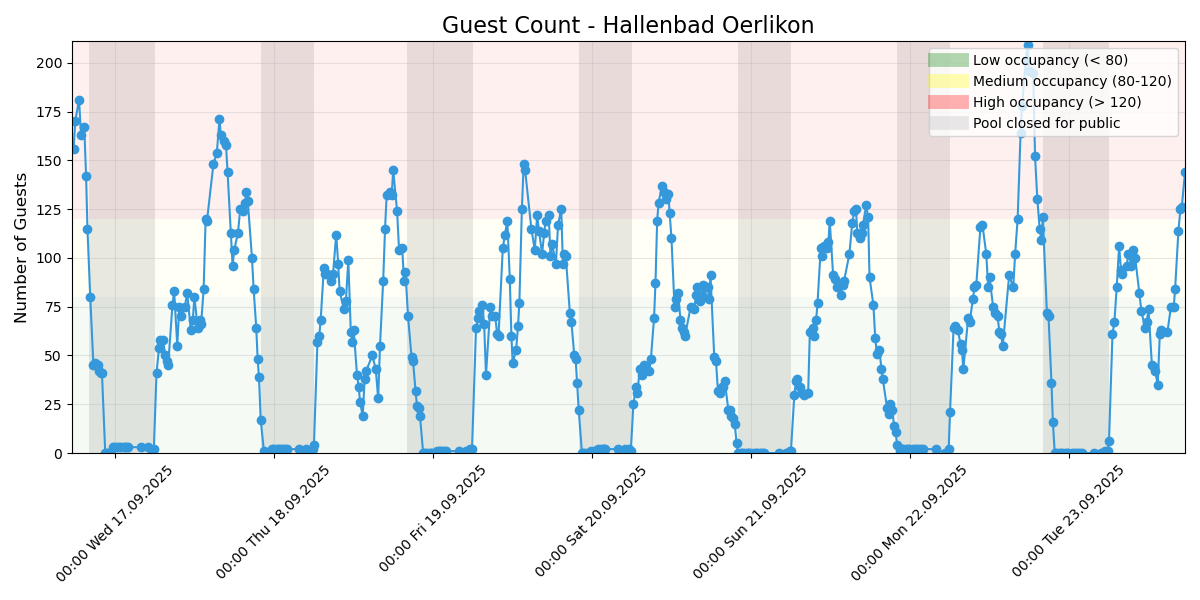 Guest Count - Hallenbad Oerlikon
Number of Guests
200
175
150
125
100
75
50
25
0
Low occupancy (< 80)
Medium occupancy (80-120)
High occupancy (> 120)
Pool closed for public
00:00 Wed 17.09.2025
00:00 Thu 18.09.2025
00:00 Fri 19.09.2025
00:00 Sat 20.09.2025
00:00 Sun 21.09.2025
00:00 Mon 22.09.2025
00:00 Tue 23.09.2025